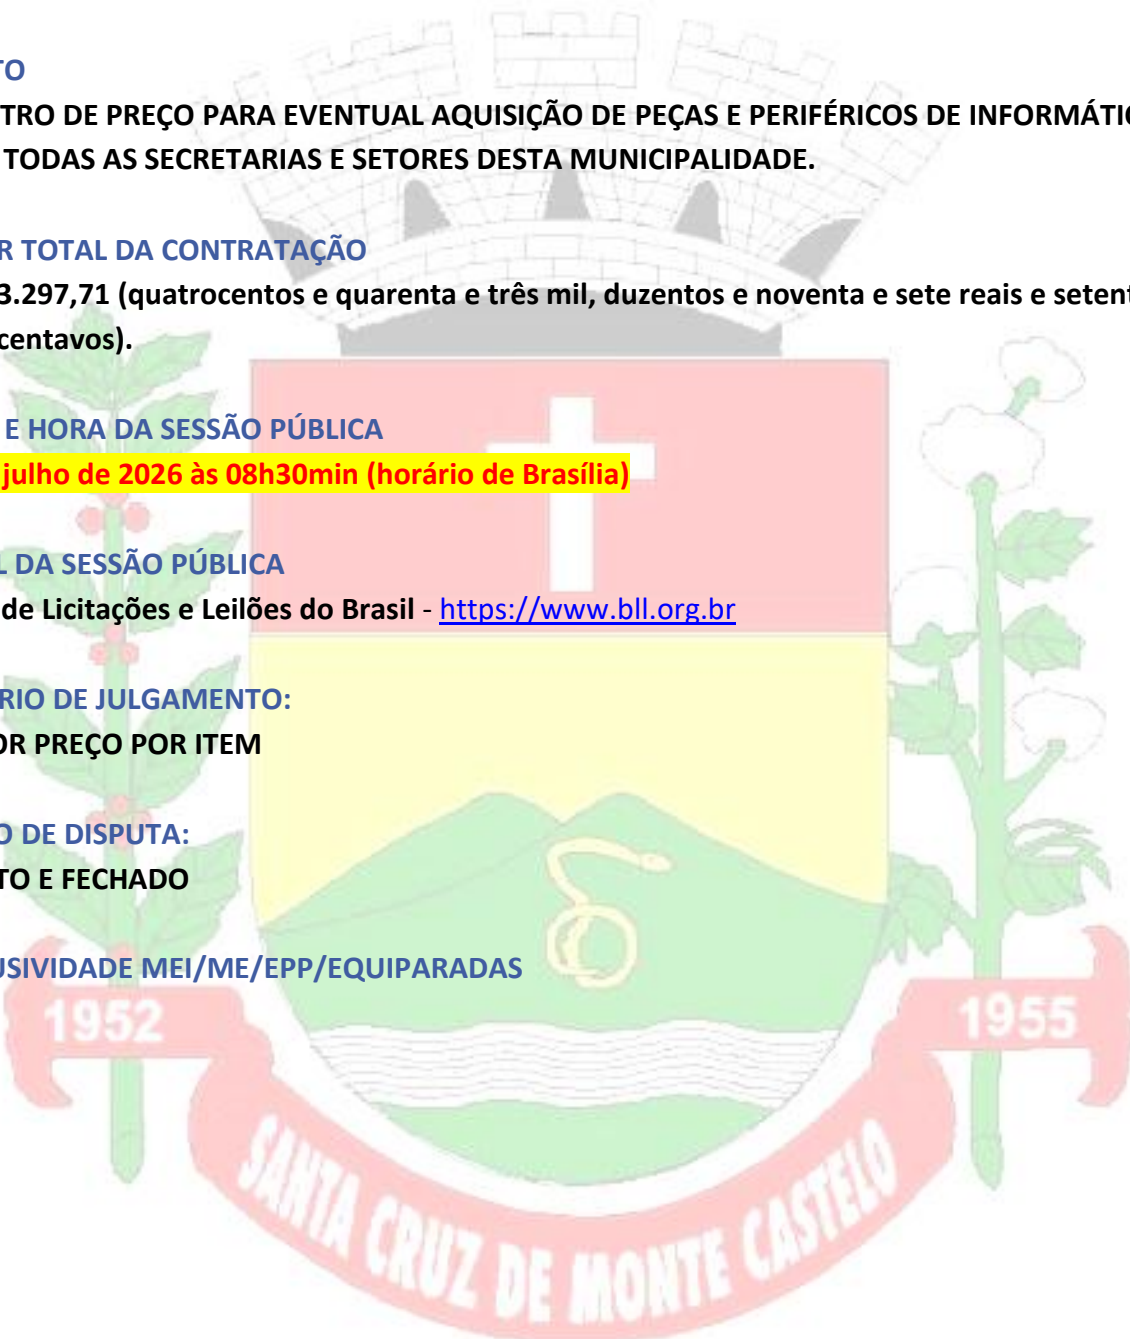 TO
TRO DE PREÇO PARA EVENTUAL AQUISIÇÃO DE PEÇAS E PERIFÉRICOS DE INFORMÁTIC
TODAS AS SECRETARIAS E SETORES DESTA MUNICIPALIDADE.
R TOTAL DA CONTRATAÇÃO
3.297,71 (quatrocentos e quarenta e três mil, duzentos e noventa e sete reais e setent
centavos).
E HORA DA SESSÃO PÚBLICA
julho de 2026 às 08h30min (horário de Brasília)
L DA SESSÃO PÚBLICA
de Licitações e Leilões do Brasil - https://www.bll.org.br
RIO DE JULGAMENTO:
OR PREÇO POR ITEM
O DE DISPUTA:
TO E FECHADO
USIVIDADE MEI/ME/EPP/EQUIPARADAS
1952
1955
SANTA CRUZ DE MONTE CASTELO